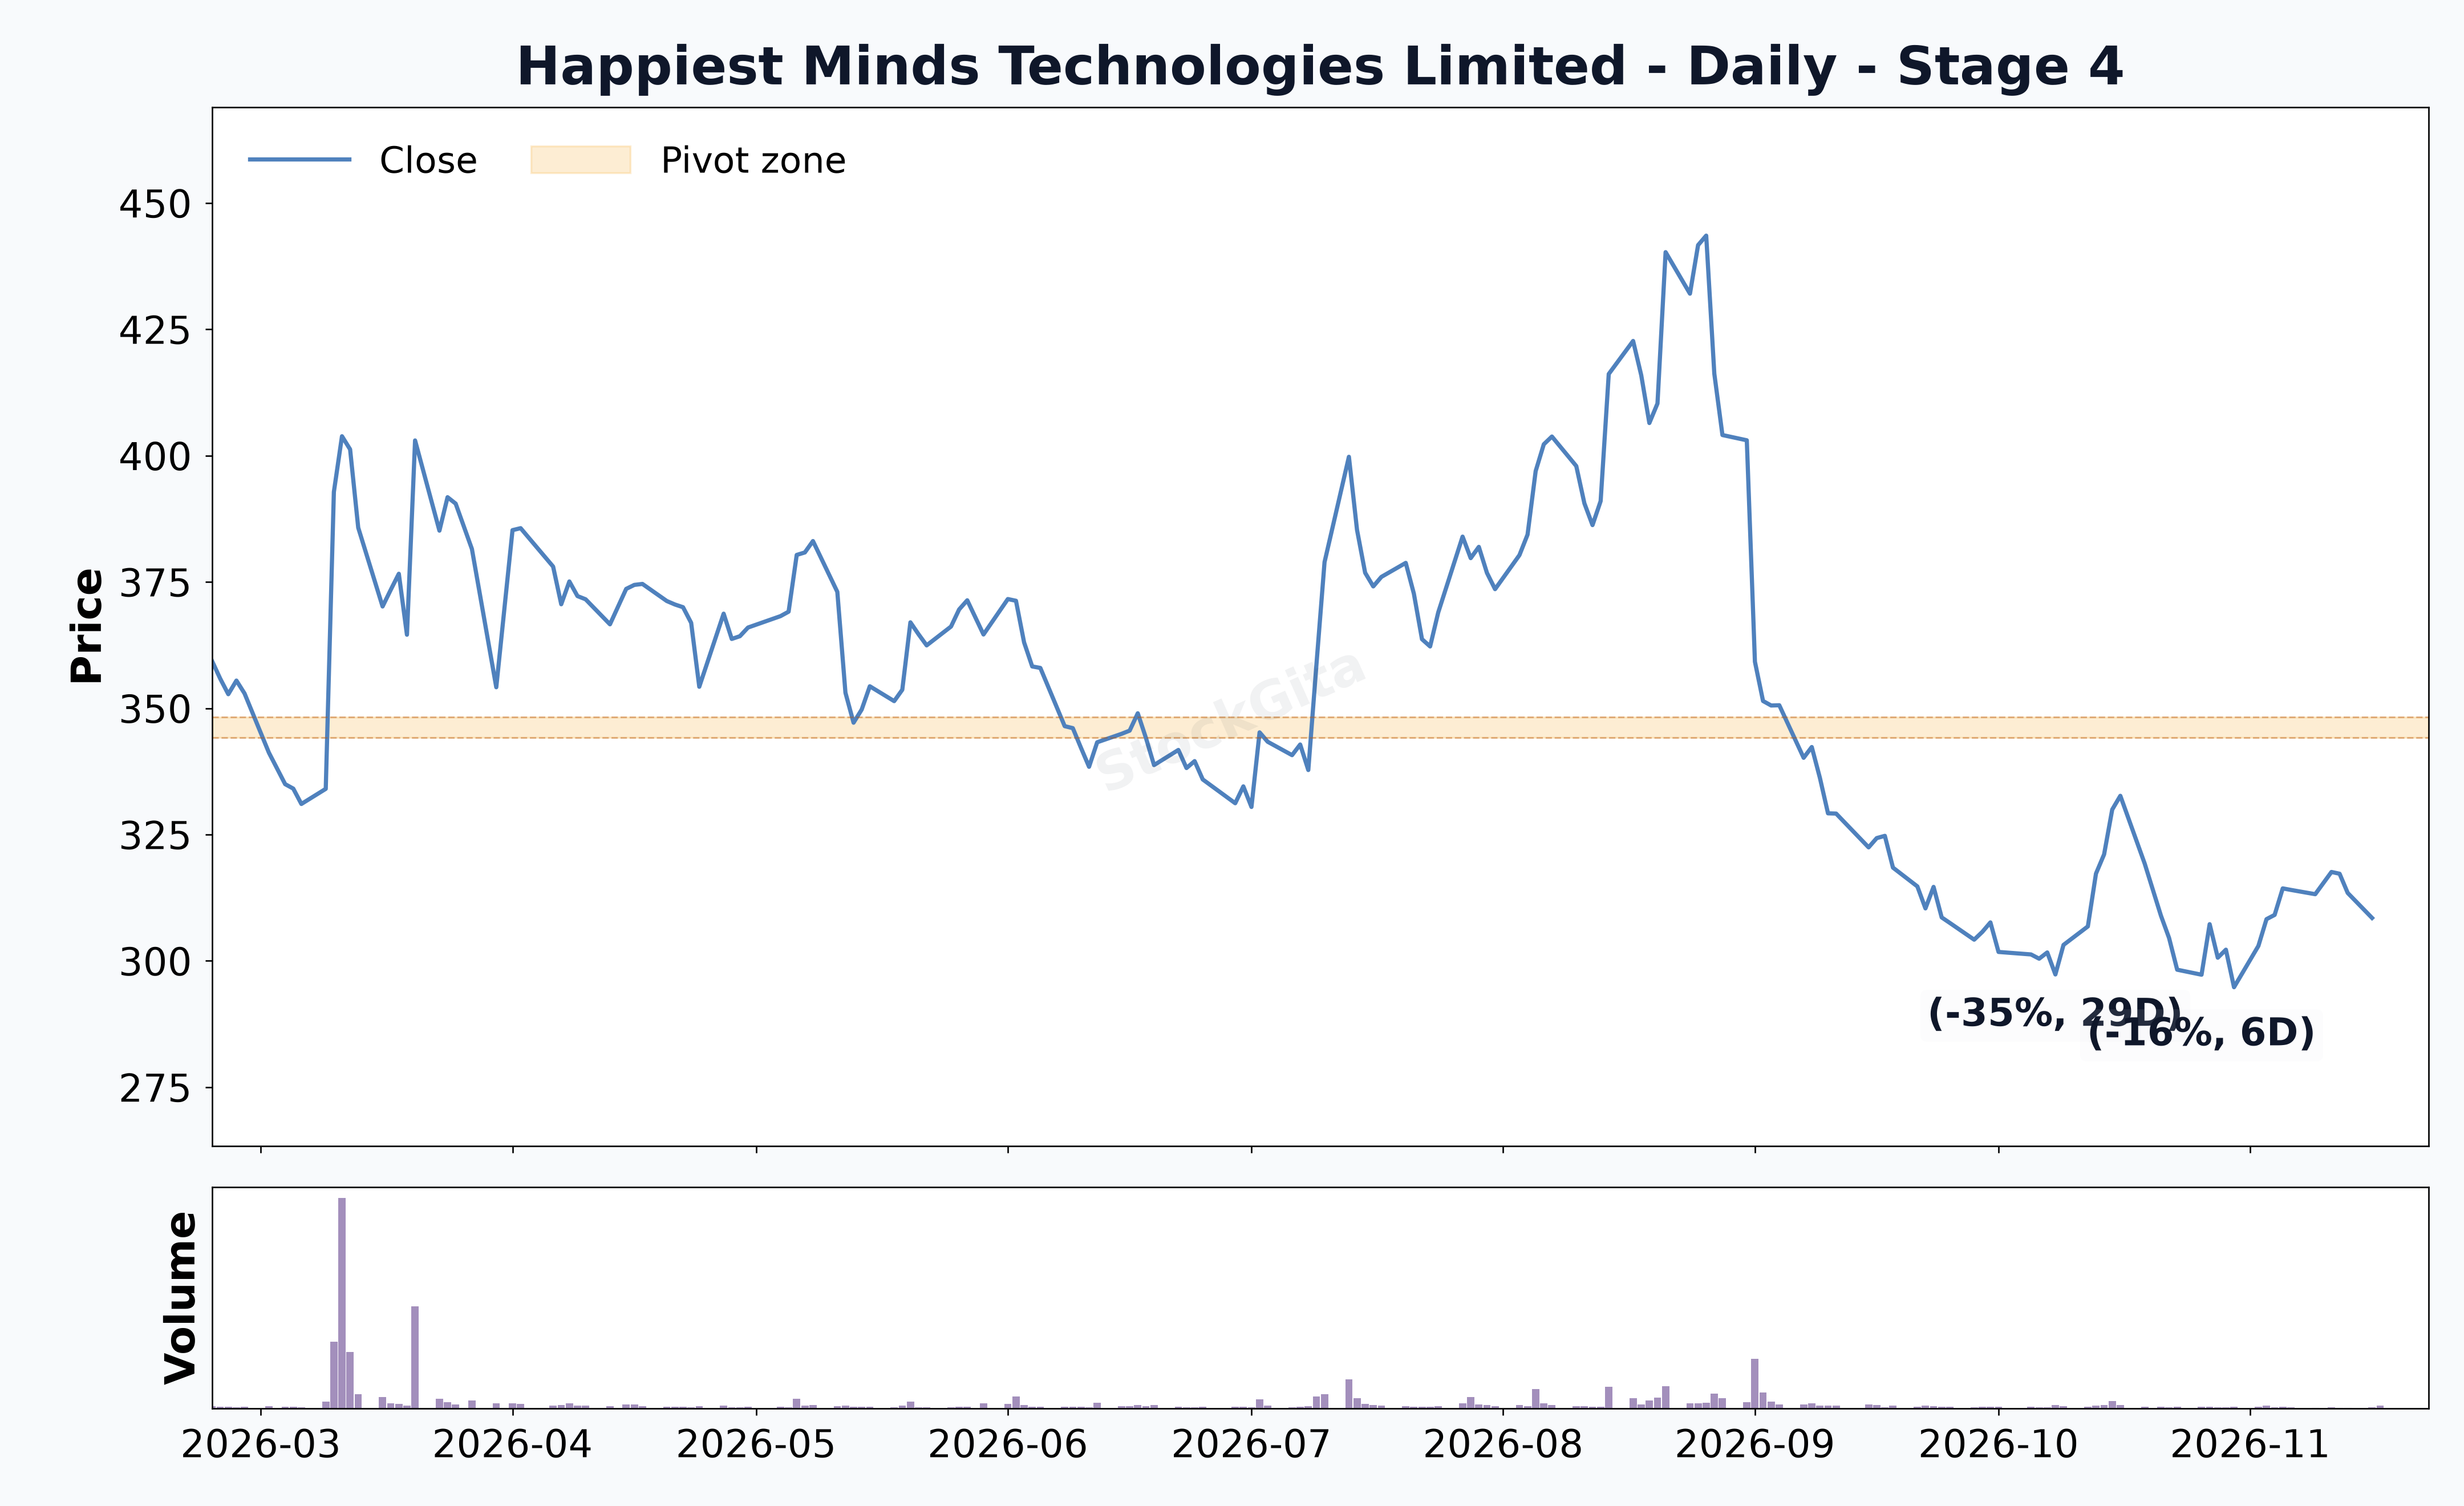 Happiest Minds Technologies Limited - Daily - Stage 4
Close
Pivot zone
450
425
400
375
350
325
300
275
Price
StockGita
(-35%, 29D)
(-16%, 6D)
Volume
2026-03
2026-04
2026-05
2026-06
2026-07
2026-08
2026-09
2026-10
2026-11